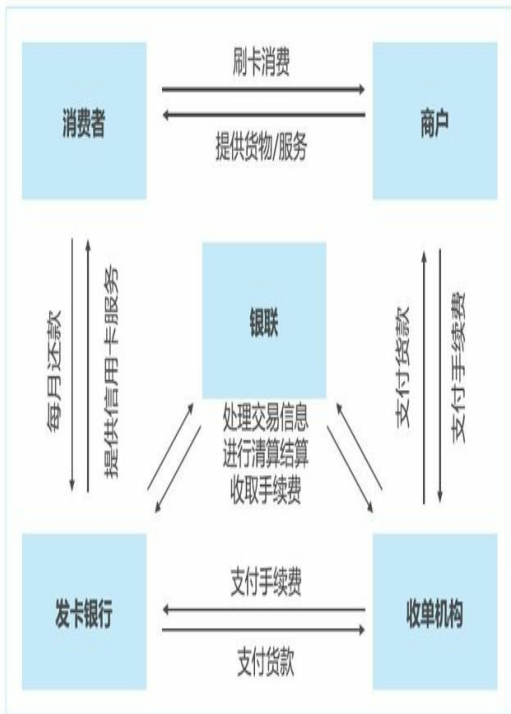 刷卡消费
消费者
商户
提供货物/服务
银联
每月还款
提供信用卡服务
支付货款
支付手续费
处理交易信息
进行清算结算
收取手续费
发卡银行
支付手续费
收单机构
支付货款